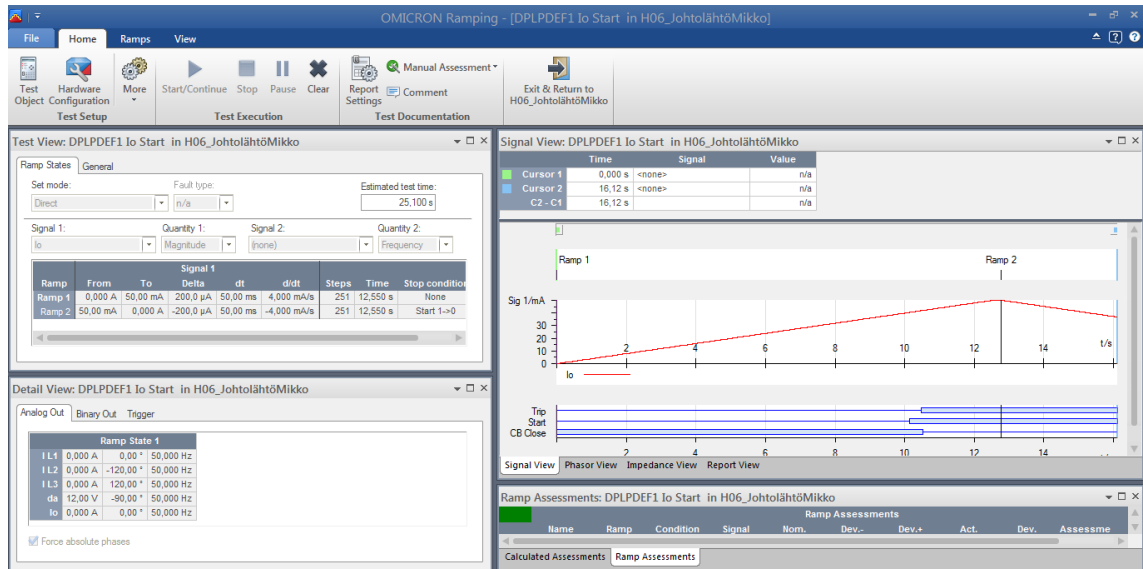 OMICRON Ramping - [DPLPDEF1 Io Start in H06_JohtolähtöMikko]
File Home Ramps View
Test Object
Hardware Configuration
More
Start/Continue Stop Pause Clear
Report Settings
Manual Assessment
Comment
Exit & Return to
H06_JohtolähtöMikko
Test Setup Test Execution Test Documentation
Test View: DPLPDEF1 Io Start in H06_JohtolähtöMikko
Ramp States General
Set mode: Fault type: Estimated test time:
Direct n/a 25,100 s
Signal 1: Quantity 1: Signal 2: Quantity 2:
Io Magnitude (none) Frequency
Signal 1
Ramp From To Delta dt d/dt Steps Time Stop condition
Ramp 1 0,000 A 50,00 mA 200,0 µA 50,00 ms 4,000 mA/s 251 12,550 s None
Ramp 2 50,00 mA 0,000 A -200,0 µA 50,00 ms -4,000 mA/s 251 12,550 s Start 1->0
Detail View: DPLPDEF1 Io Start in H06_JohtolähtöMikko
Analog Out Binary Out Trigger
Ramp State 1
I L1 0,000 A 0,00 ° 50,000 Hz
I L2 0,000 A -120,00 ° 50,000 Hz
I L3 0,000 A 120,00 ° 50,000 Hz
da 12,00 V -90,00 ° 50,000 Hz
Io 0,000 A 0,00 ° 50,000 Hz
Force absolute phases
Signal View: DPLPDEF1 Io Start in H06_JohtolähtöMikko
Time Signal Value
Cursor 1 0,000 s <none> n/a
Cursor 2 16,12 s <none> n/a
C2 - C1 16,12 s n/a
Ramp 1 Ramp 2
Sig 1/mA
30
20
10
0
2 4 6 8 10 12 14 t/s
Io
Trip
Start
CB Close
2 4 6 8 10 12 14
Signal View Phasor View Impedance View Report View
Ramp Assessments: DPLPDEF1 Io Start in H06_JohtolähtöMikko
Ramp Assessments
Name Ramp Condition Signal Nom. Dev.- Dev.+ Act. Dev. Assessme
Calculated Assessments Ramp Assessments